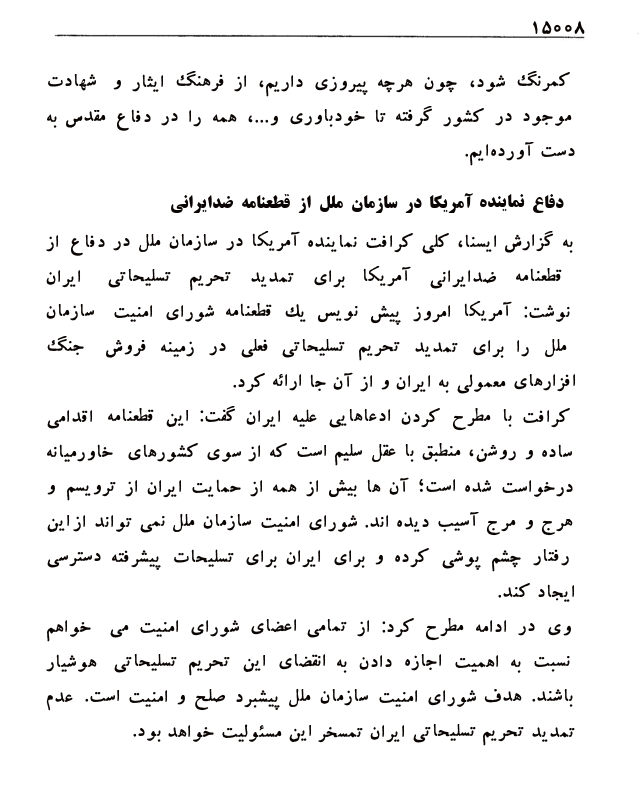 ۱۵۰۰۸
کمرنگ شود، چون هرچه پیروزی داریم، از فرهنگ ایثار و شهادت
موجود در کشور گرفته تا خودباوری و...، همه را در دفاع مقدس به
دست آورده‌ایم.
دفاع نماینده آمریکا در سازمان ملل از قطعنامه ضدایرانی
به گزارش ایسنا، کلی کرافت نماینده آمریکا در سازمان ملل در دفاع از
قطعنامه ضدایرانی آمریکا برای تمدید تحریم تسلیحاتی ایران
نوشت: آمریکا امروز پیش نویس یك قطعنامه شورای امنیت سازمان
ملل را برای تمدید تحریم تسلیحاتی فعلی در زمینه فروش جنگ
افزارهای معمولی به ایران و از آن جا ارائه کرد.
کرافت با مطرح کردن ادعاهایی علیه ایران گفت: این قطعنامه اقدامی
ساده و روشن، منطبق با عقل سلیم است که از سوی کشورهای خاورمیانه
درخواست شده است؛ آن ها بیش از همه از حمایت ایران از ترویسم و
هرج و مرج آسیب دیده اند. شورای امنیت سازمان ملل نمی تواند ازاین
رفتار چشم پوشی کرده و برای ایران برای تسلیحات پیشرفته دسترسی
ایجاد کند.
وی در ادامه مطرح کرد: از تمامی اعضای شورای امنیت می خواهم
نسبت به اهمیت اجازه دادن به انقضای این تحریم تسلیحاتی هوشیار
باشند. هدف شورای امنیت سازمان ملل پیشبرد صلح و امنیت است. عدم
تمدید تحریم تسلیحاتی ایران تمسخر این مسئولیت خواهد بود.